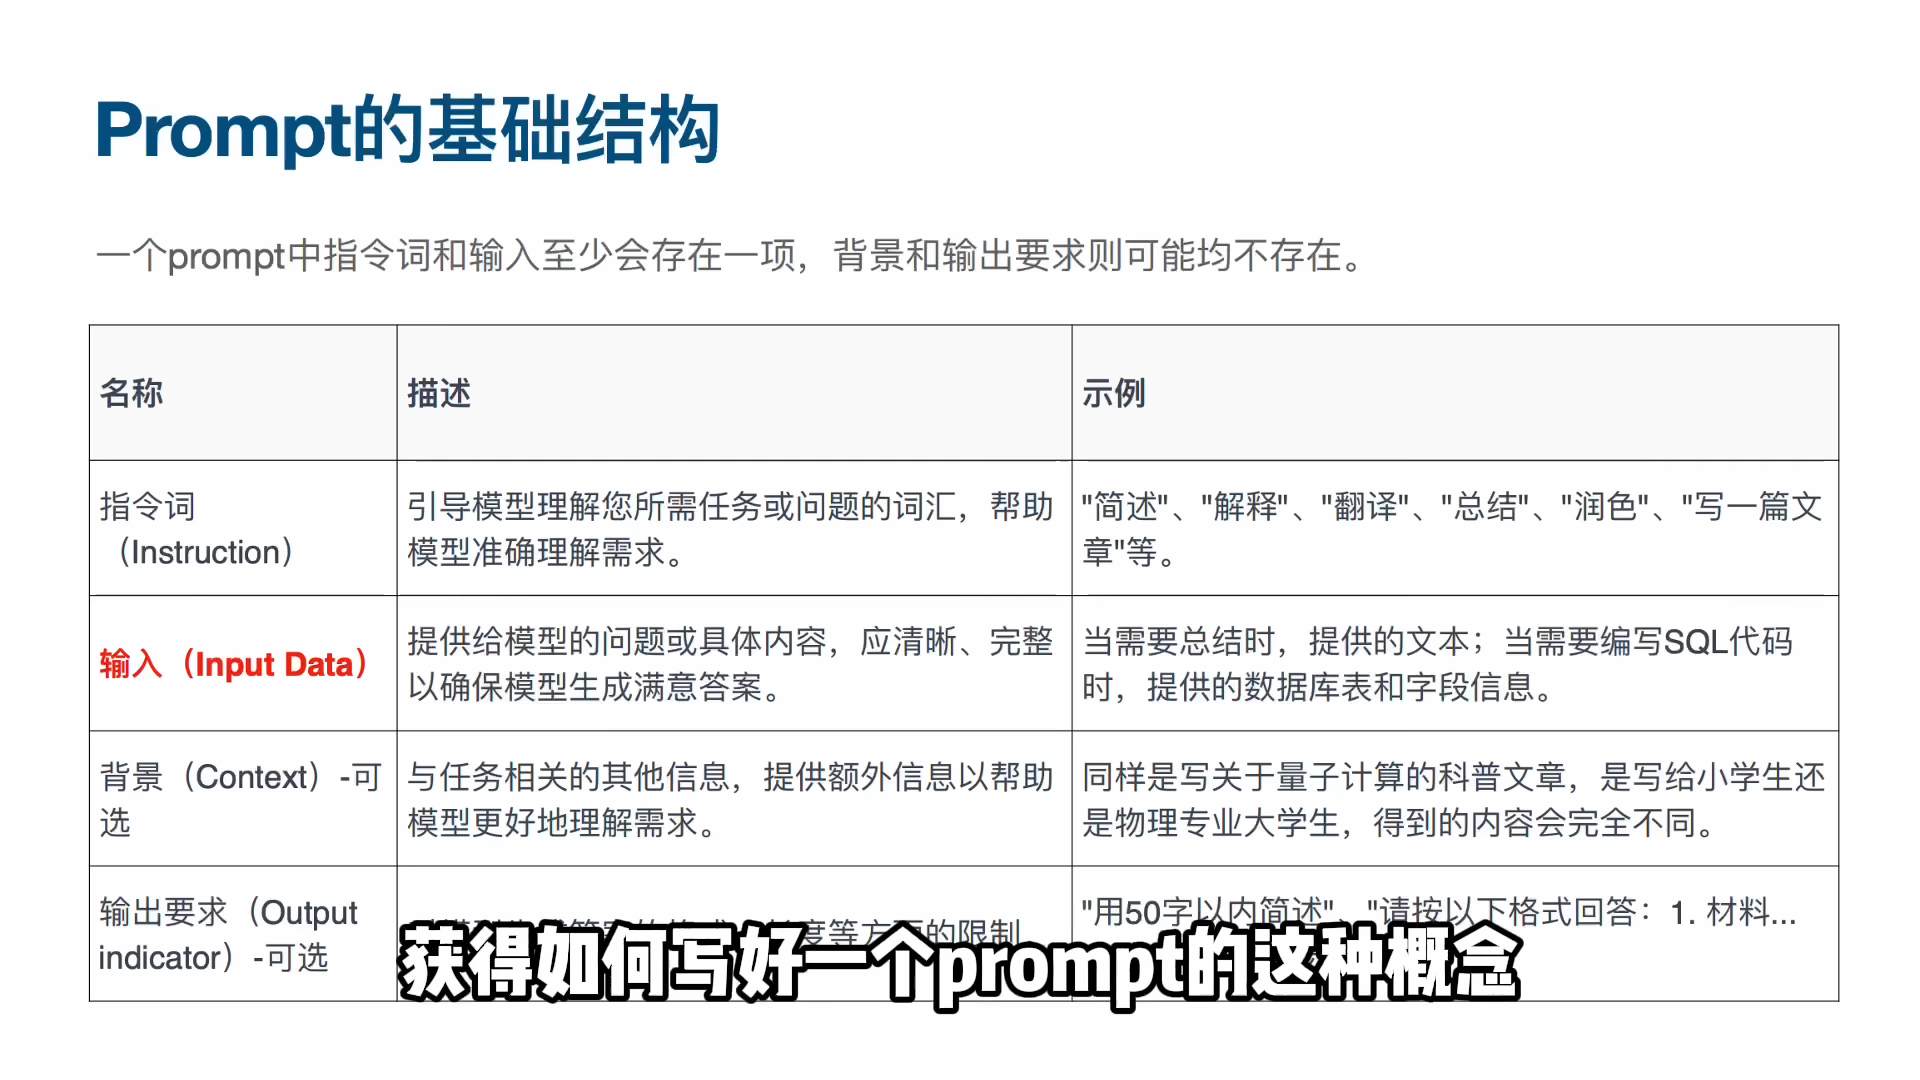 Prompt的基础结构
一个prompt中指令词和输入至少会存在一项，背景和输出要求则可能均不存在。
名称
描述
示例
指令词
（Instruction）
引导模型理解您所需任务或问题的词汇，帮助
模型准确理解需求。
"简述"、"解释"、"翻译"、"总结"、"润色"、"写一篇文
章"等。
输入（Input Data）
提供给模型的问题或具体内容，应清晰、完整
以确保模型生成满意答案。
当需要总结时，提供的文本；当需要编写SQL代码
时，提供的数据库表和字段信息。
背景（Context）-可
选
与任务相关的其他信息，提供额外信息以帮助
模型更好地理解需求。
同样是写关于量子计算的科普文章，是写给小学生还
是物理专业大学生，得到的内容会完全不同。
输出要求（Output
indicator）-可选
度等方面的限制
"用50字以内简述"、"请按以下格式回答：1. 材料...
获得如何写好一个prompt的这种概念